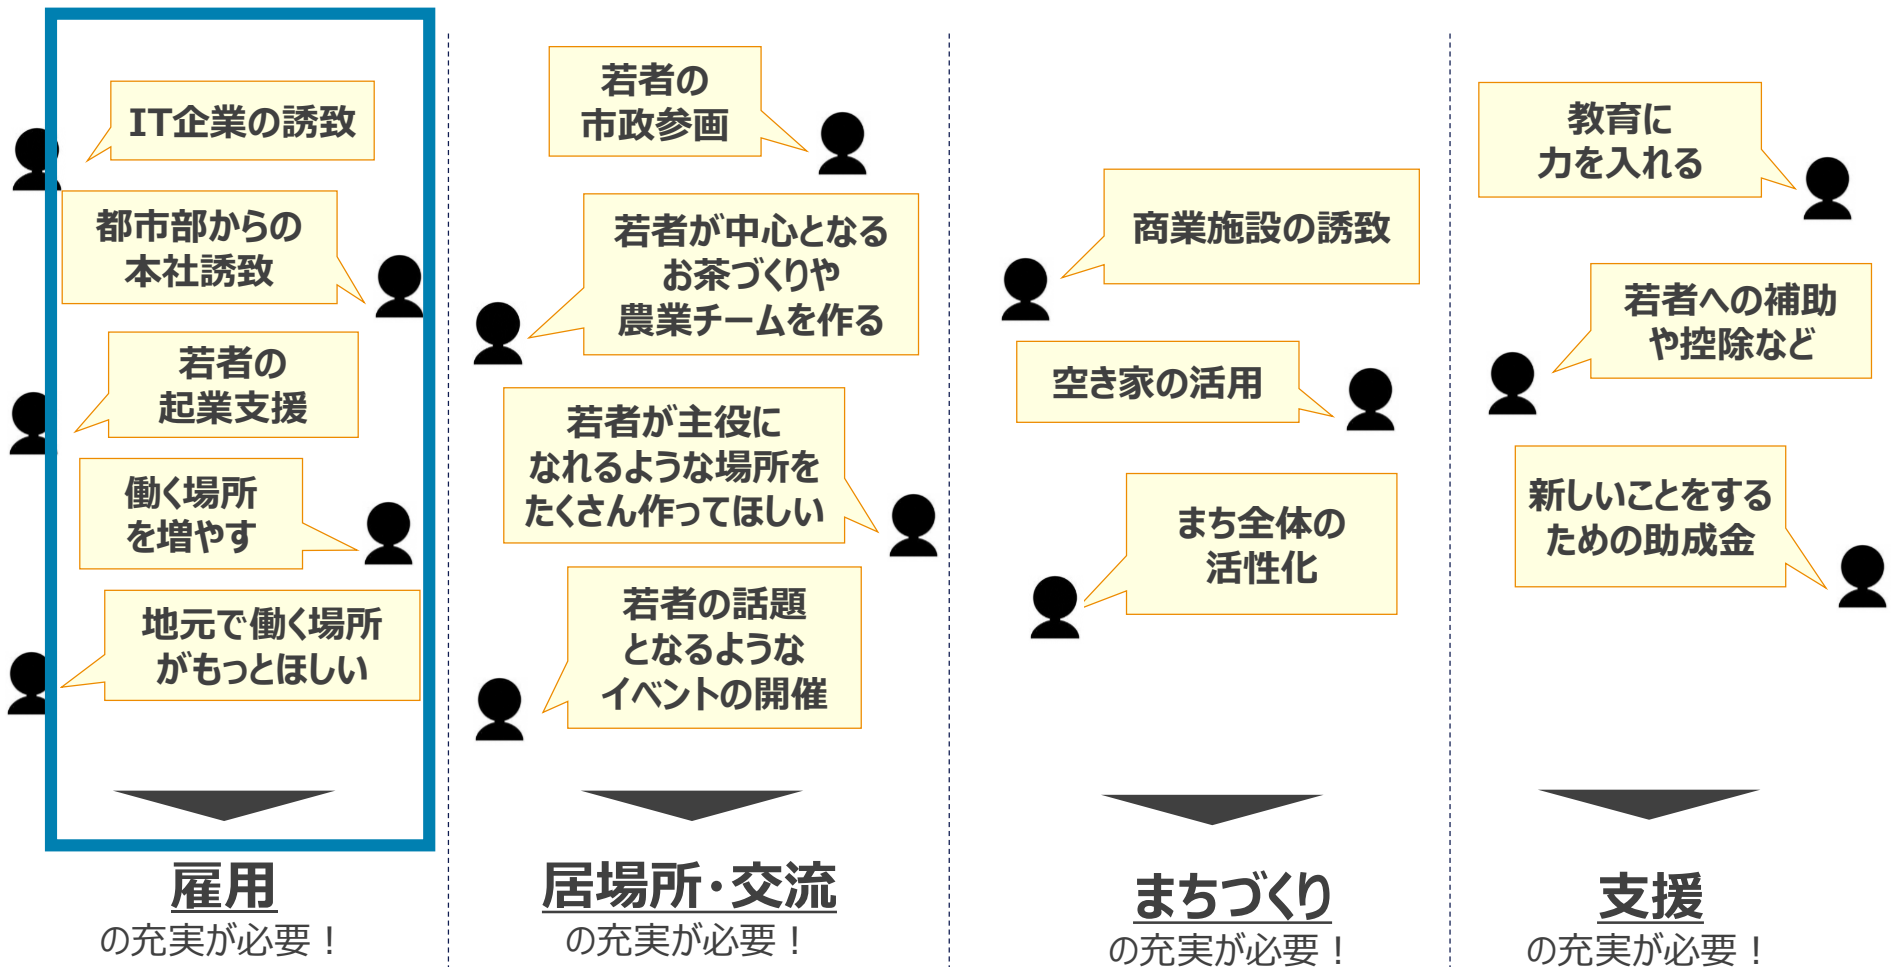 IT企業の誘致
都市部からの
本社誘致
若者の
起業支援
働く場所
を増やす
地元で働く場所
がもっとほしい
雇用
の充実が必要！
若者の
市政参画
若者が中心となる
お茶づくりや
農業チームを作る
若者が主役に
なれるような場所を
たくさん作ってほしい
若者の話題
となるような
イベントの開催
居場所・交流
の充実が必要！
商業施設の誘致
空き家の活用
まち全体の
活性化
まちづくり
の充実が必要！
教育に
力を入れる
若者への補助
や控除など
新しいことをする
ための助成金
支援
の充実が必要！